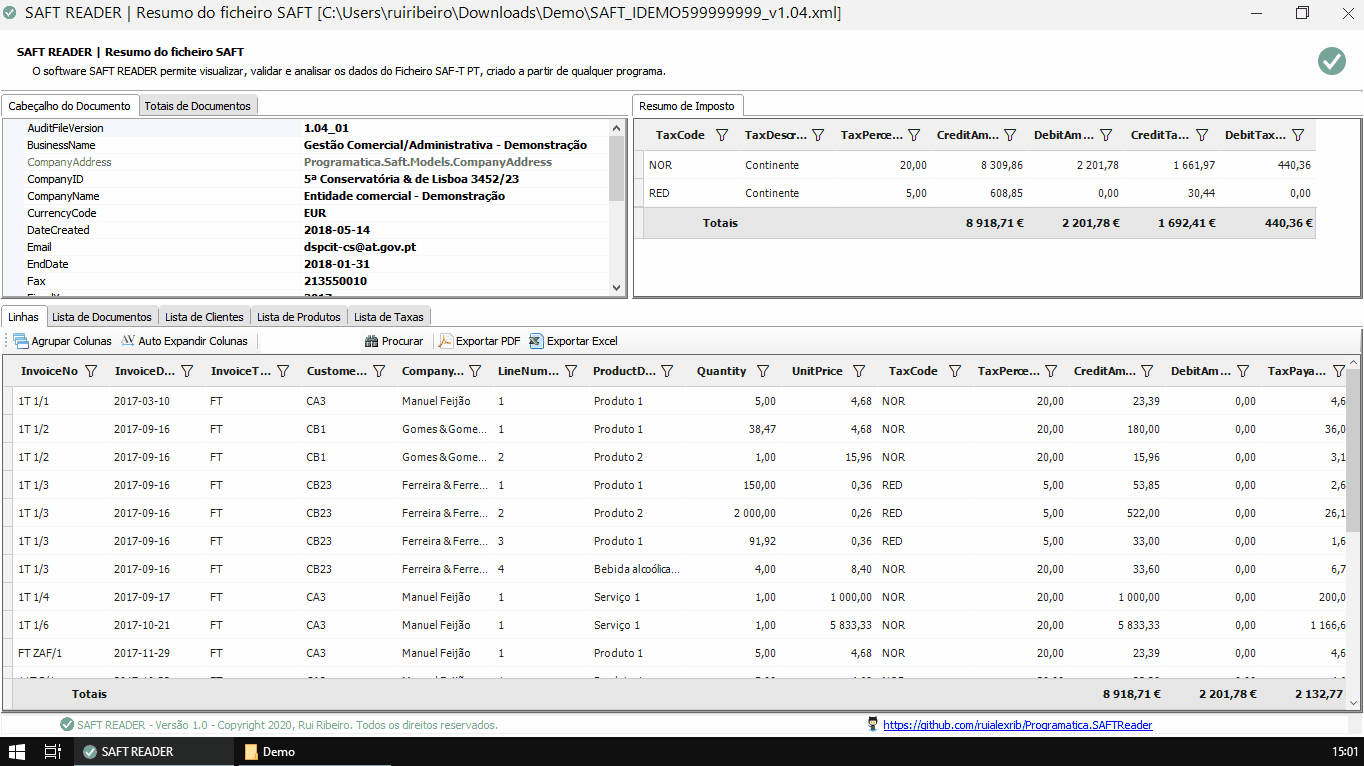 SAFT READER | Resumo do ficheiro SAFT [C:\Users\ruiribeiro\Downloads\Demo\SAFT_IDEMO599999999_v1.04.xml]
SAFT READER | Resumo do ficheiro SAFT
O software SAFT READER permite visualizar, validar e analisar os dados do Ficheiro SAF-T PT, criado a partir de qualquer programa.
Cabeçalho do Documento Totais de Documentos
AuditFileVersion 1.04_01
BusinessName Gestão Comercial/Administrativa - Demonstração
CompanyAddress Programatica.Saft.Models.CompanyAddress
CompanyID 5ª Conservatória & de Lisboa 3452/23
CompanyName Entidade comercial - Demonstração
CurrencyCode EUR
DateCreated 2018-05-14
Email dspcit-cs@at.gov.pt
EndDate 2018-01-31
Fax 213550010
Resumo de Imposto
TaxCode TaxDescr... TaxPerce... CreditAm... DebitAm... CreditTa... DebitTax...
NOR Continente 20,00 8 309,86 2 201,78 1 661,97 440,36
RED Continente 5,00 608,85 0,00 30,44 0,00
Totais 8 918,71 € 2 201,78 € 1 692,41 € 440,36 €
Linhas Lista de Documentos Lista de Clientes Lista de Produtos Lista de Taxas
Agrupar Colunas Auto Expandir Colunas Procurar Exportar PDF Exportar Excel
InvoiceNo InvoiceD... InvoiceT... Custome... Company... LineNum... ProductD... Quantity UnitPrice TaxCode TaxPerce... CreditAm... DebitAm... TaxPaya...
1T 1/1 2017-03-10 FT CA3 Manuel Feijão 1 Produto 1 5,00 4,68 NOR 20,00 23,39 0,00 4,6
1T 1/2 2017-09-16 FT CB1 Gomes & Gome... 1 Produto 1 38,47 4,68 NOR 20,00 180,00 0,00 36,0
1T 1/2 2017-09-16 FT CB1 Gomes & Gome... 2 Produto 2 1,00 15,96 NOR 20,00 15,96 0,00 3,1
1T 1/3 2017-09-16 FT CB23 Ferreira & Ferre... 1 Produto 1 150,00 0,36 RED 5,00 53,85 0,00 2,6
1T 1/3 2017-09-16 FT CB23 Ferreira & Ferre... 2 Produto 2 2 000,00 0,26 RED 5,00 522,00 0,00 26,1
1T 1/3 2017-09-16 FT CB23 Ferreira & Ferre... 3 Produto 1 91,92 0,36 RED 5,00 33,00 0,00 1,6
1T 1/3 2017-09-16 FT CB23 Ferreira & Ferre... 4 Bebida alcoólica... 4,00 8,40 NOR 20,00 33,60 0,00 6,7
1T 1/4 2017-09-17 FT CA3 Manuel Feijão 1 Serviço 1 1,00 1 000,00 NOR 20,00 1 000,00 0,00 200,0
1T 1/6 2017-10-21 FT CA3 Manuel Feijão 1 Serviço 1 1,00 5 833,33 NOR 20,00 5 833,33 0,00 1 166,6
FT ZAF/1 2017-11-29 FT CA3 Manuel Feijão 1 Produto 1 5,00 4,68 NOR 20,00 23,39 0,00 4,6
Totais 8 918,71 € 2 201,78 € 2 132,77
SAFT READER - Versão 1.0 - Copyright 2020, Rui Ribeiro. Todos os direitos reservados. https://github.com/ruialexrib/Programatica.SAFTReader
SAFT READER Demo 15:01